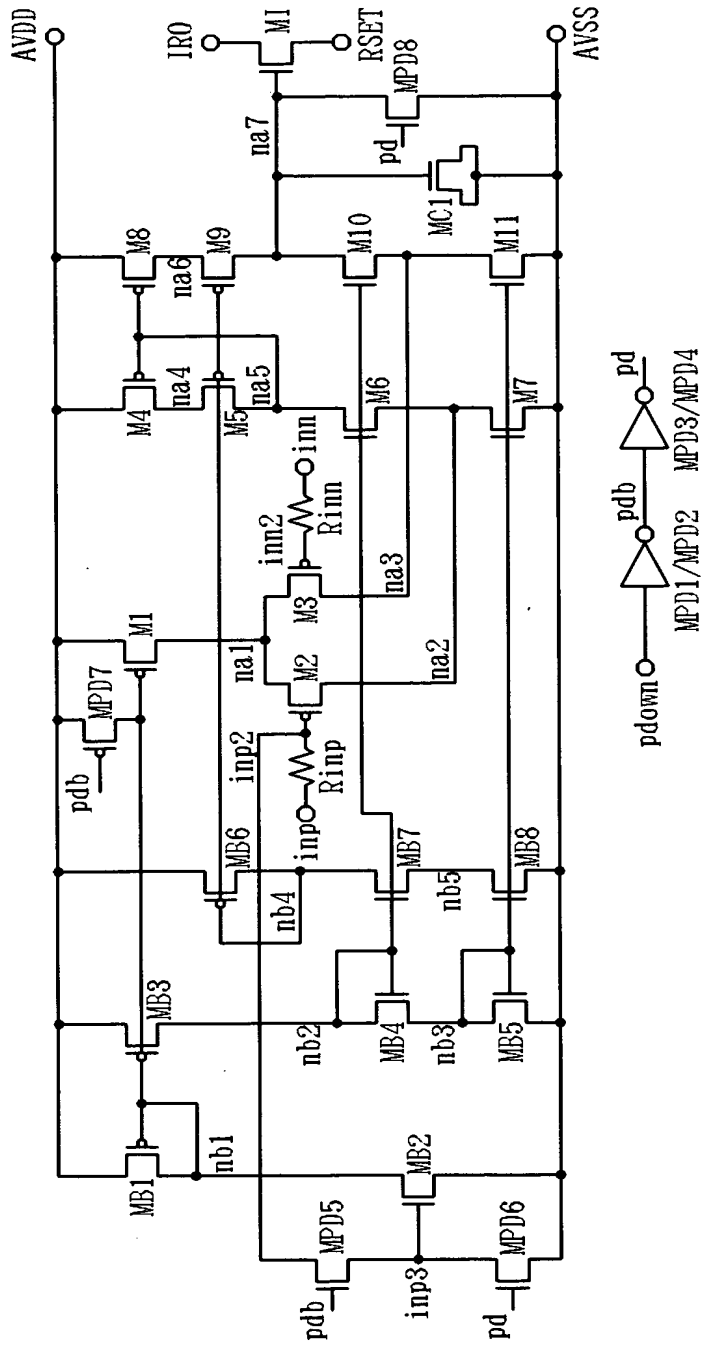 AVDD
IRO
MI
RSET
AVSS
na7
pd
MPD8
MC1
M8
na6
M9
M10
M11
M4
na4
M5
na5
M6
M7
inn
inn2
Rinn
M1
na1
M3
na3
M2
na2
MPD7
pdb
inp2
Rinp
inp
MB6
nb4
MB7
nb5
MB8
MB3
nb2
MB4
nb3
MB5
MB1
nb1
MB2
MPD5
pdb
inp3
MPD6
pd
pdown
MPD1/MPD2
pdb
MPD3/MPD4
pd